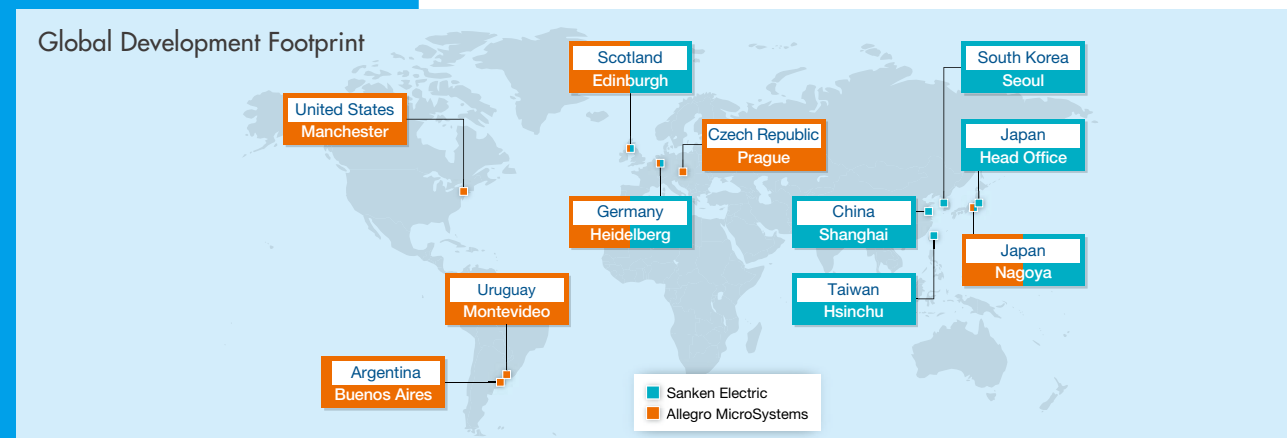 Global Development Footprint
Scotland
Edinburgh
South Korea
Seoul
United States
Manchester
Czech Republic
Prague
Japan
Head Office
Germany
Heidelberg
China
Shanghai
Japan
Nagoya
Uruguay
Montevideo
Taiwan
Hsinchu
Argentina
Buenos Aires
Sanken Electric
Allegro MicroSystems